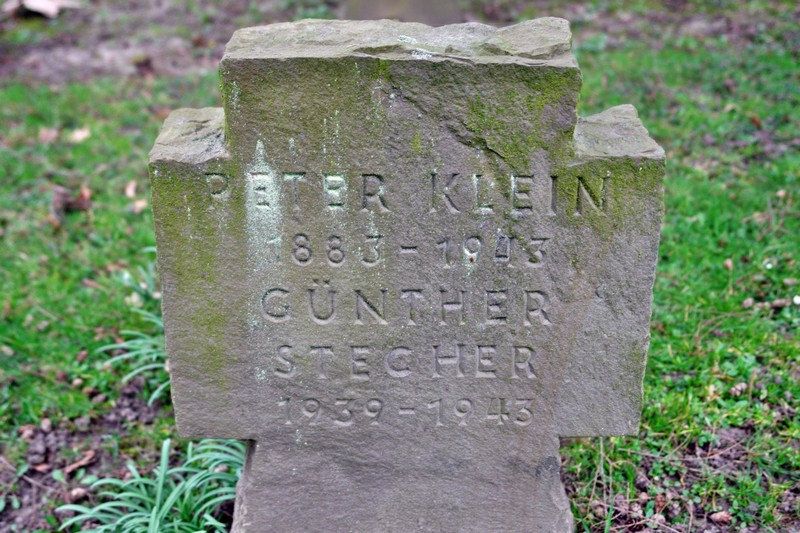 PETER KLEIN
1883-1943
GÜNTHER
STECHER
1939-1943